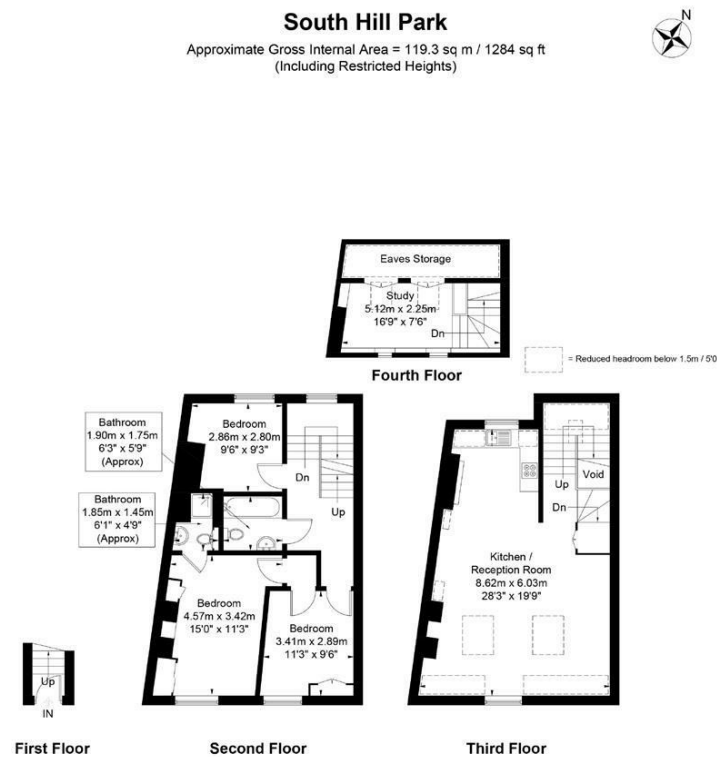 South Hill Park
Approximate Gross Internal Area = 119.3 sq m / 1284 sq ft
(Including Restricted Heights)
N
Eaves Storage
Study
5.12m x 2.25m
16'9" x 7'6"
Dn
= Reduced headroom below 1.5m / 5'0
Fourth Floor
Bathroom
1.90m x 1.75m
6'3" x 5'9"
(Approx)
Bathroom
1.85m x 1.45m
6'1" x 4'9"
(Approx)
Bedroom
2.86m x 2.80m
9'6" x 9'3"
Dn
Up
Bedroom
4.57m x 3.42m
15'0" x 11'3"
Bedroom
3.41m x 2.89m
11'3" x 9'6"
Up
Void
Dn
Kitchen /
Reception Room
8.62m x 6.03m
28'3" x 19'9"
Up
IN
First Floor
Second Floor
Third Floor